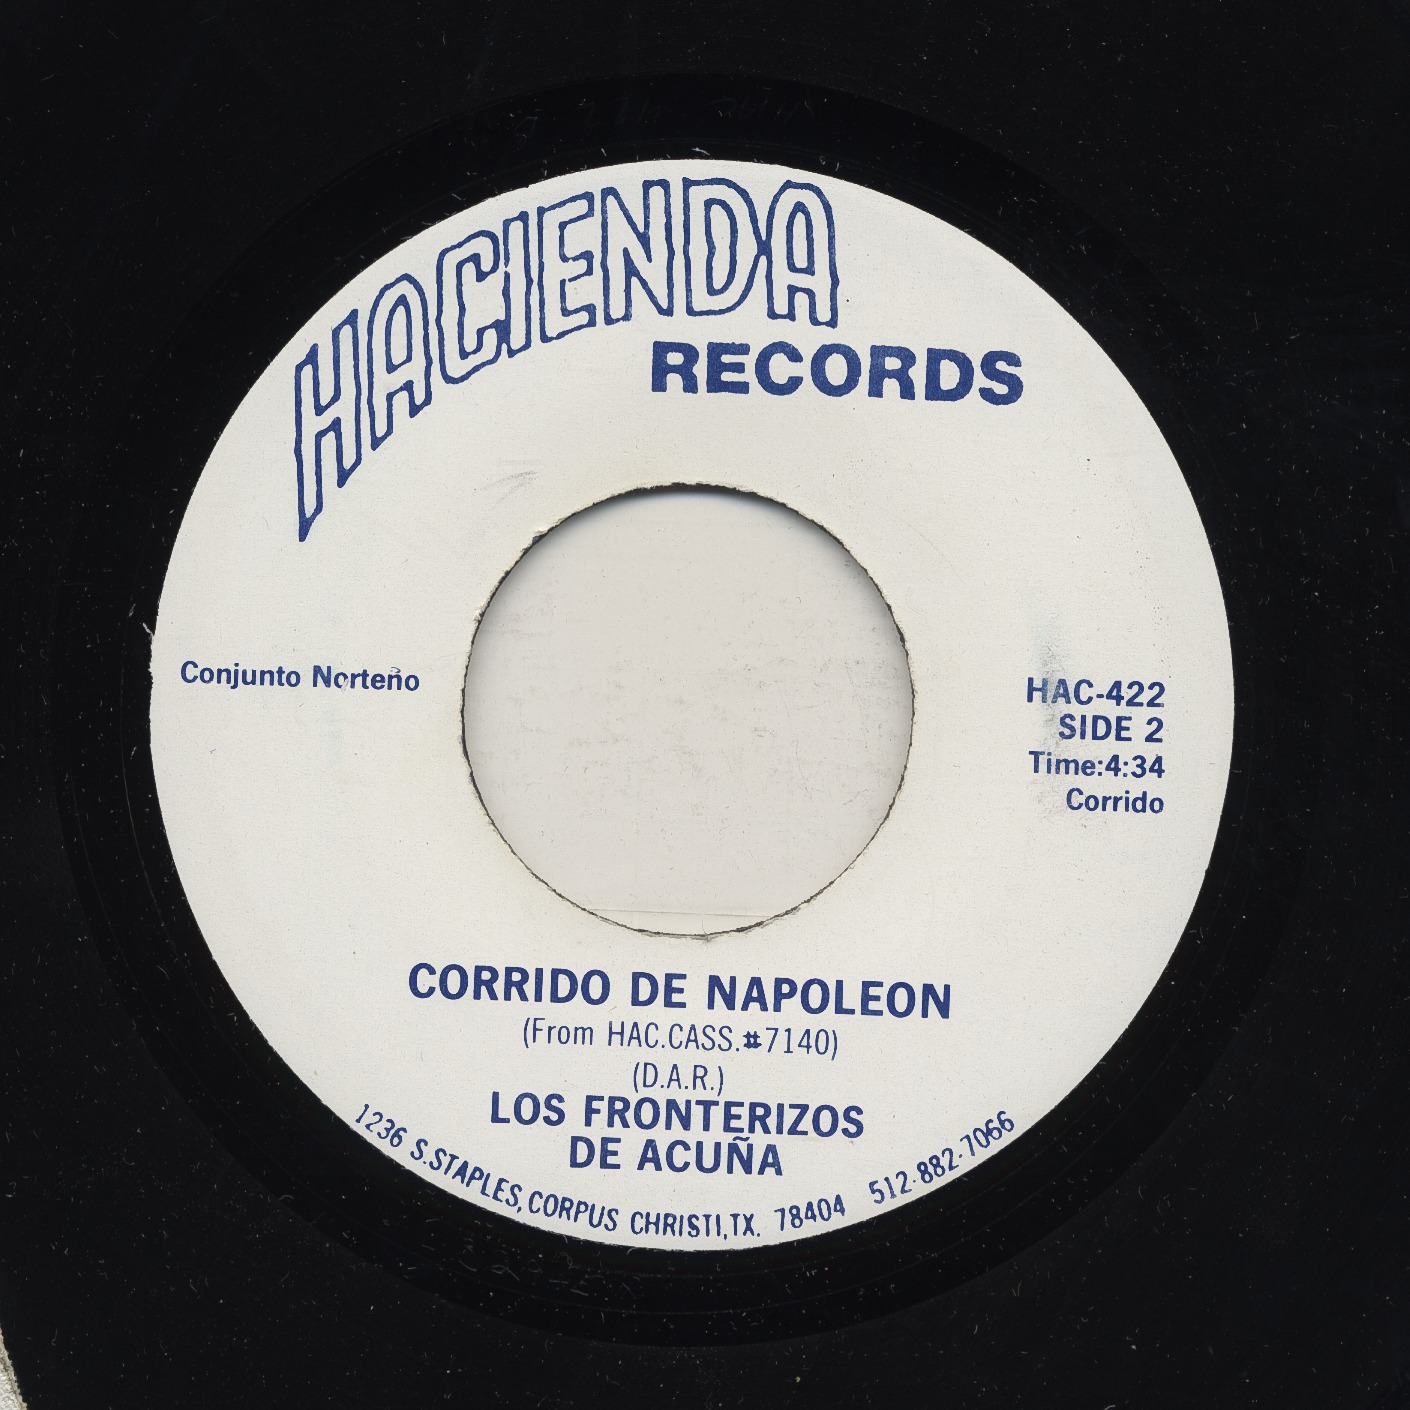 HACIENDA
RECORDS
Conjunto Norteño
HAC-422
SIDE 2
Time:4:34
Corrido
CORRIDO DE NAPOLEON
(From HAC.CASS.#7140)
(D.A.R.)
LOS FRONTERIZOS
DE ACUÑA
1236 S.STAPLES, CORPUS CHRISTI,TX. 78404 512-882-7066